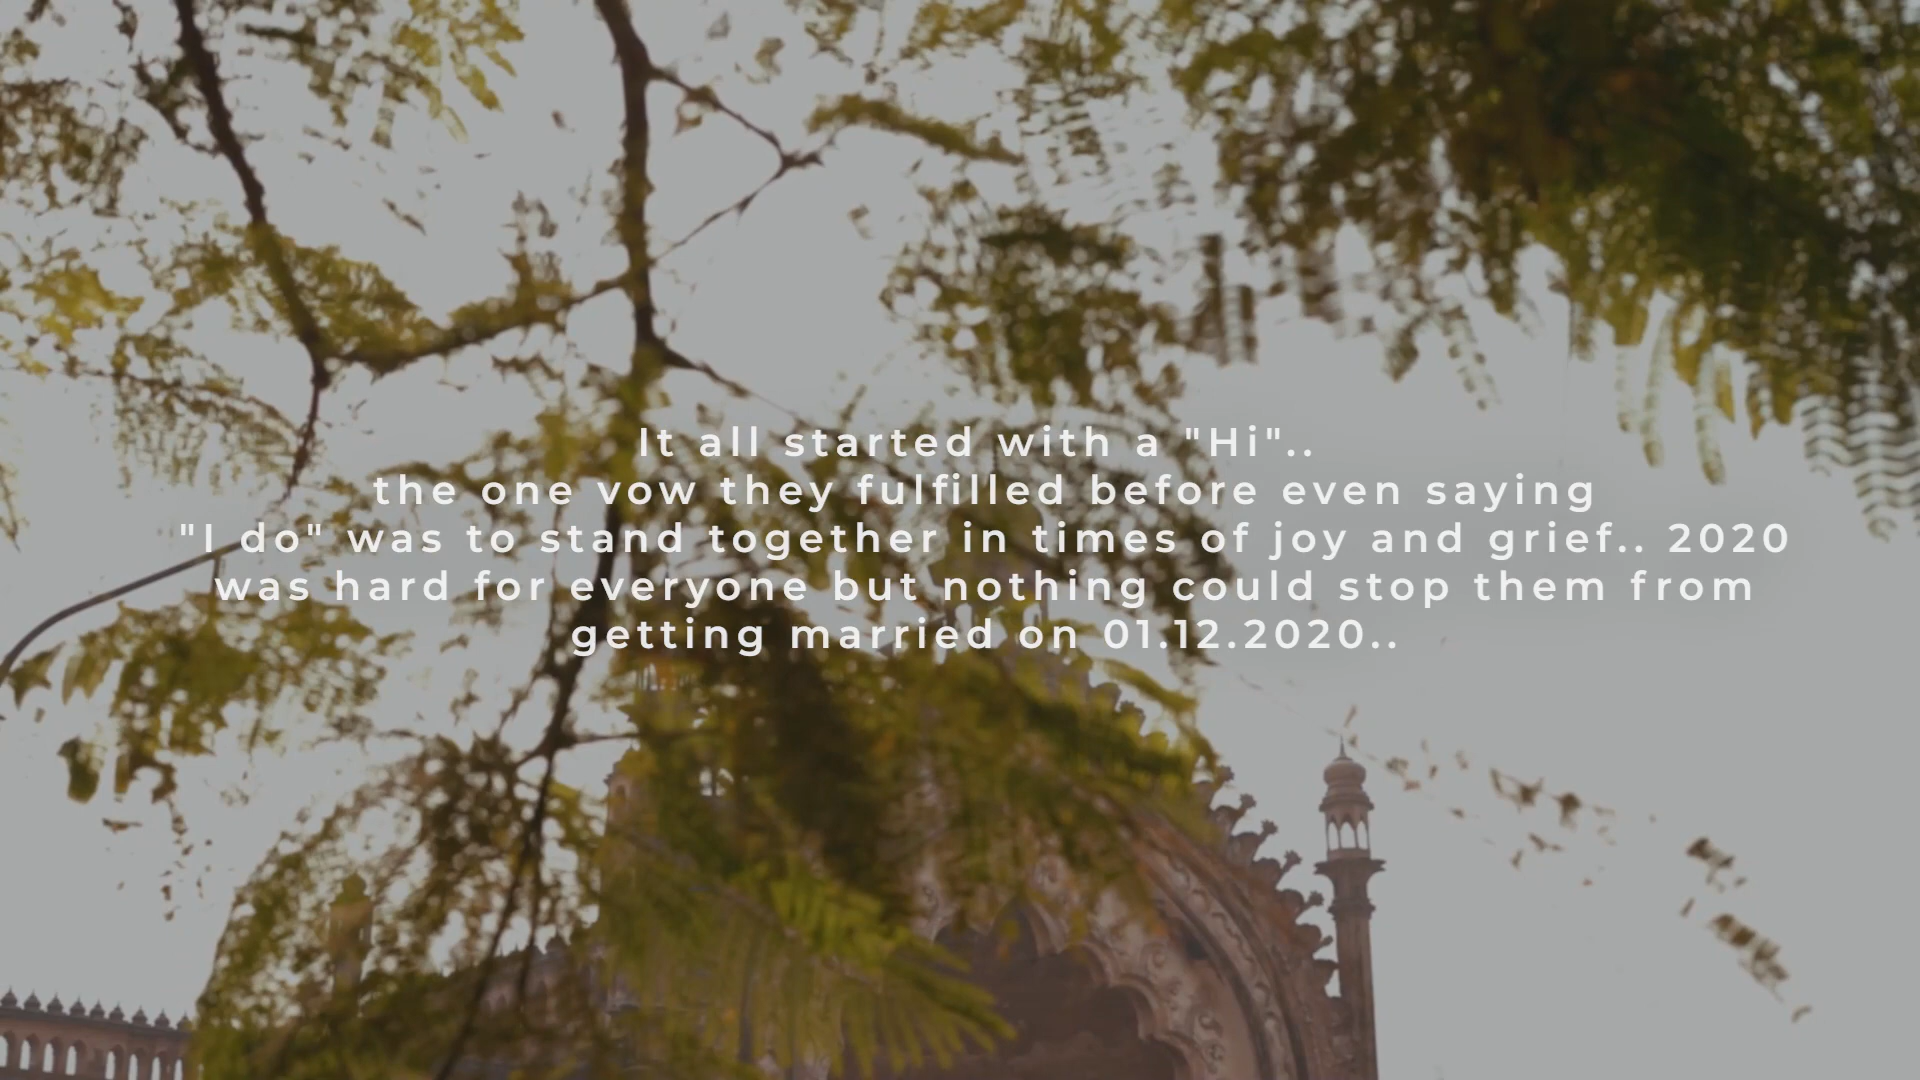 It all started with a "Hi"..
the one vow they fulfilled before even saying
"I do" was to stand together in times of joy and grief.. 2020
was hard for everyone but nothing could stop them from
getting married on 01.12.2020..